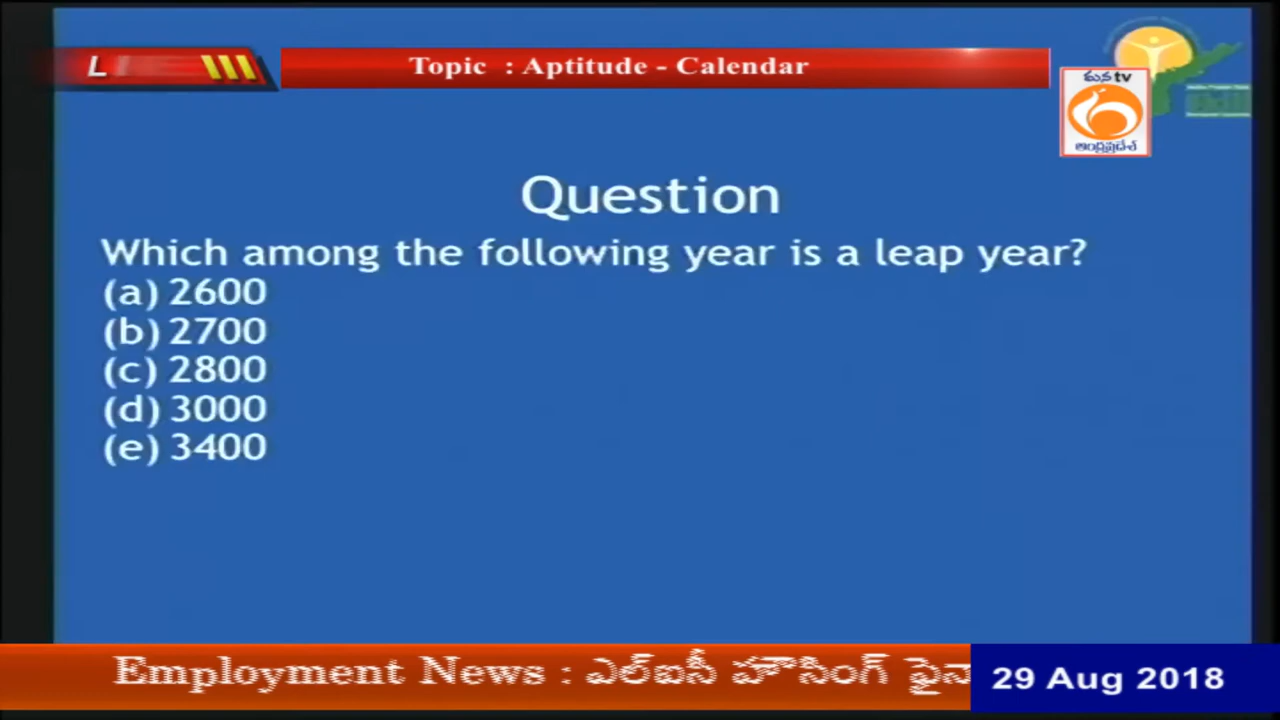 L
Topic : Aptitude - Calendar
మన tv
ఆంధ్రప్రదేశ్
Question
Which among the following year is a leap year?
(a) 2600
(b) 2700
(c) 2800
(d) 3000
(e) 3400
Employment News : ఎల్ఐసీ హౌసింగ్ ఫైనా
29 Aug 2018